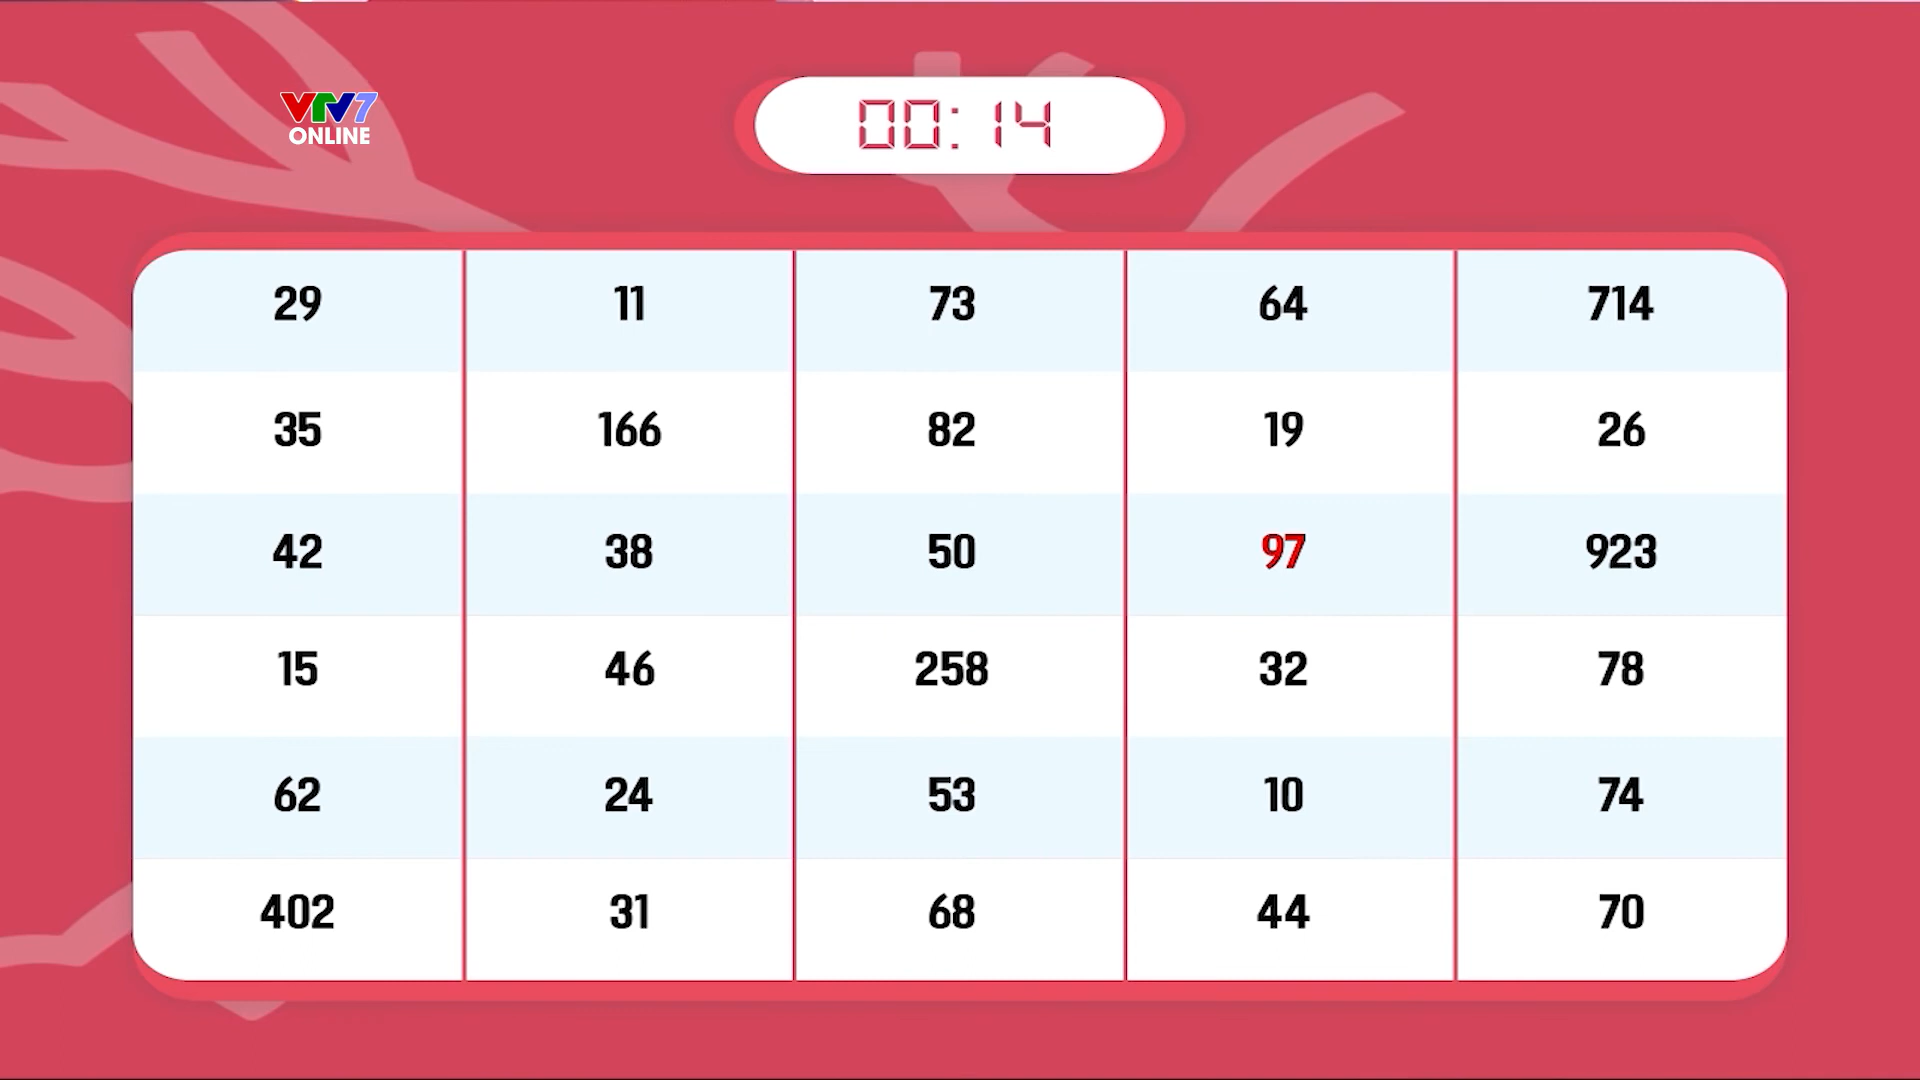 VTV7
ONLINE
00:14
29 11 73 64 714
35 166 82 19 26
42 38 50 97 923
15 46 258 32 78
62 24 53 10 74
402 31 68 44 70